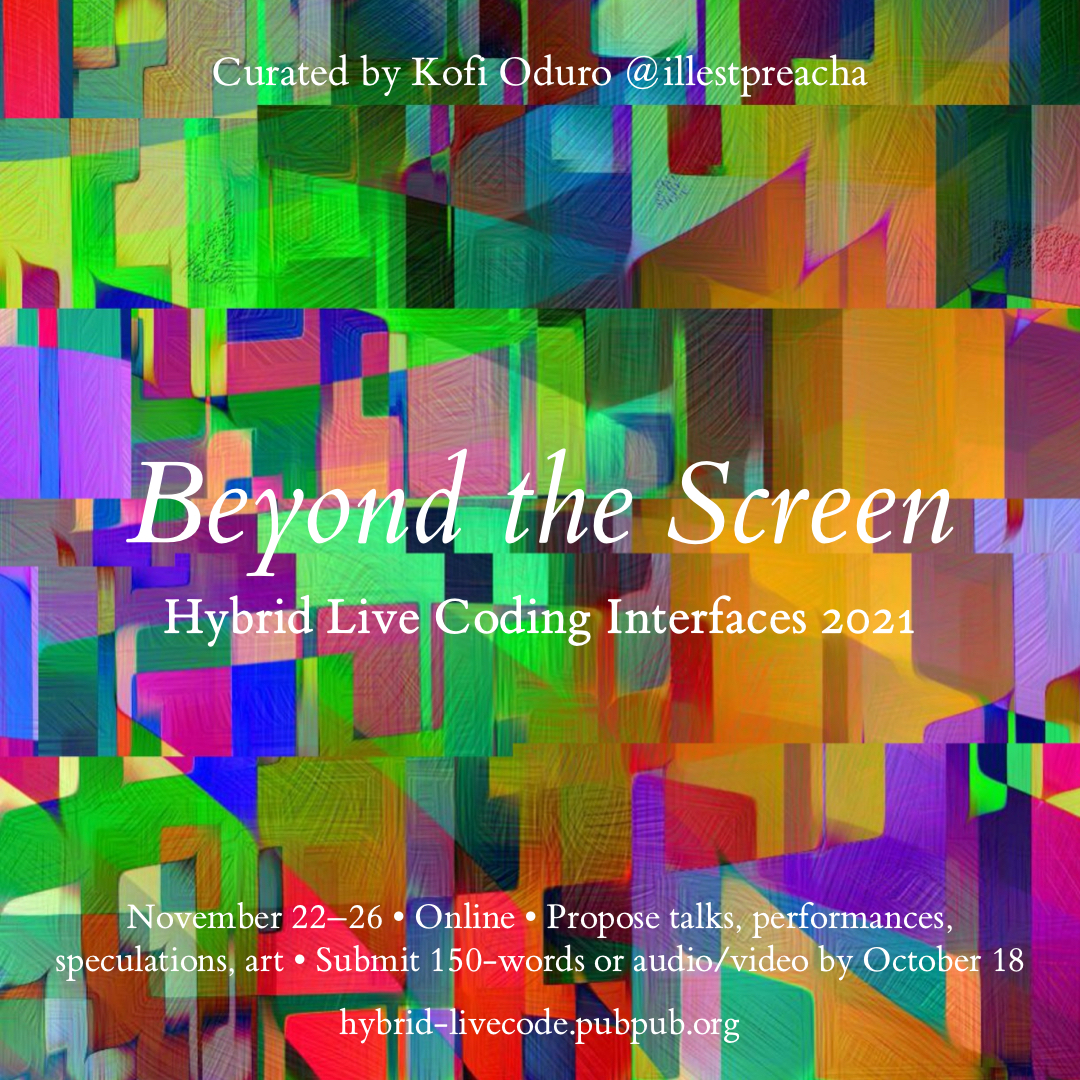 Curated by Kofi Oduro @illestpreacha
Beyond the Screen
Hybrid Live Coding Interfaces 2021
November 22–26 • Online • Propose talks, performances,
speculations, art • Submit 150-words or audio/video by October 18
hybrid-livecode.pubpub.org